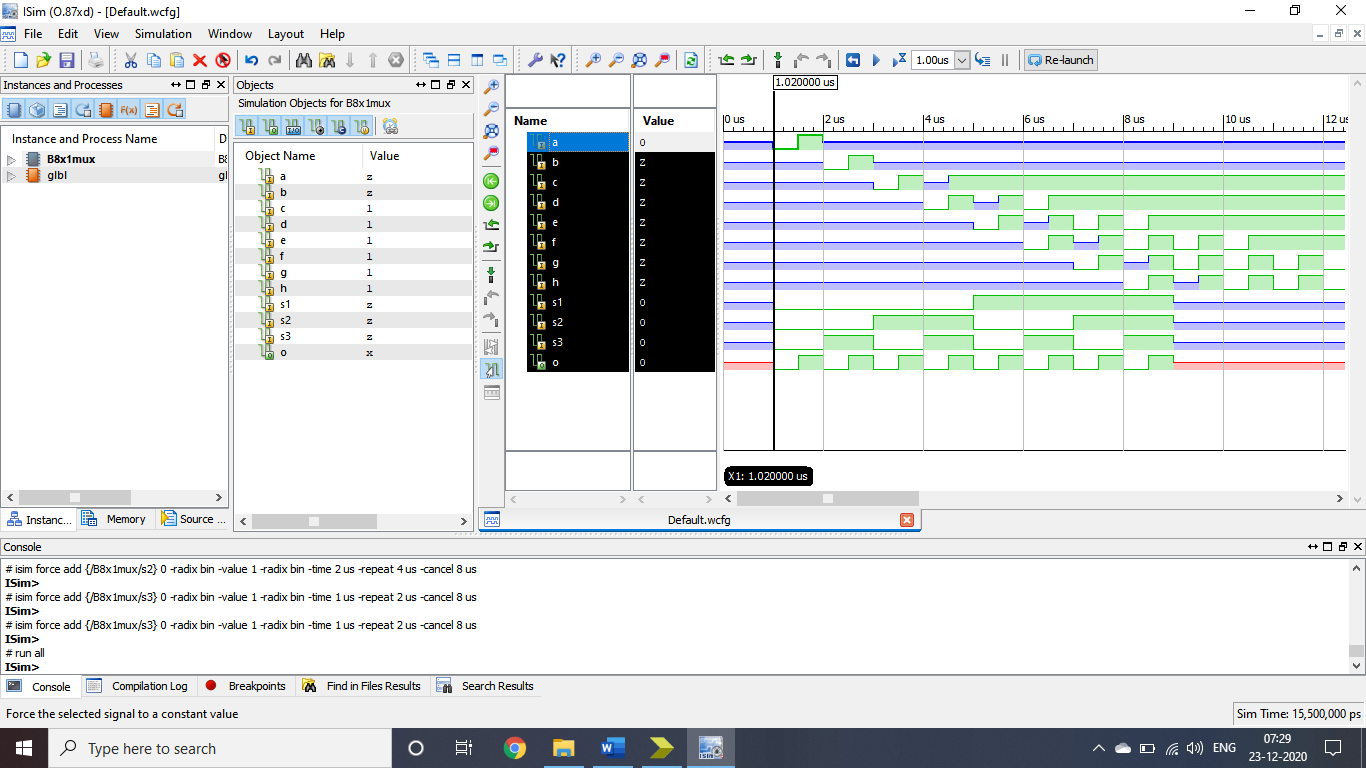 ISim (O.87xd) - [Default.wcfg]
File Edit View Simulation Window Layout Help
1.00us Re-launch
Instances and Processes
Instance and Process Name D
B8x1mux B8
glbl gl
Instanc... Memory Source ...
Objects
Simulation Objects for B8x1mux
Object Name Value
a z
b z
c 1
d 1
e 1
f 1
g 1
h 1
s1 z
s2 z
s3 z
o x
Name Value
a 0
b z
c z
d z
e z
f z
g z
h z
s1 0
s2 0
s3 0
o 0
1.020000 us
0 us 2 us 4 us 6 us 8 us 10 us 12 us
X1: 1.020000 us
Default.wcfg
Console
# isim force add {/B8x1mux/s2} 0 -radix bin -value 1 -radix bin -time 2 us -repeat 4 us -cancel 8 us
ISim>
# isim force add {/B8x1mux/s3} 0 -radix bin -value 1 -radix bin -time 1 us -repeat 2 us -cancel 8 us
ISim>
# isim force add {/B8x1mux/s3} 0 -radix bin -value 1 -radix bin -time 1 us -repeat 2 us -cancel 8 us
ISim>
# run all
ISim>
Console Compilation Log Breakpoints Find in Files Results Search Results
Force the selected signal to a constant value
Sim Time: 15,500,000 ps
Type here to search
ENG
07:29
23-12-2020